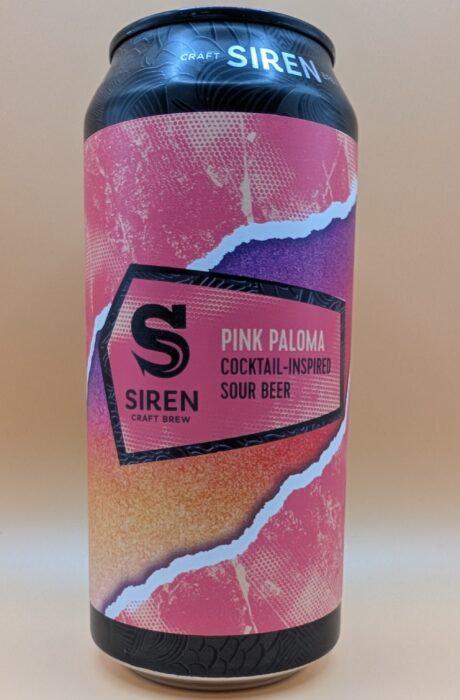 CRAFT SIREN
PINK PALOMA
COCKTAIL-INSPIRED
SOUR BEER
S
SIREN
CRAFT BREW